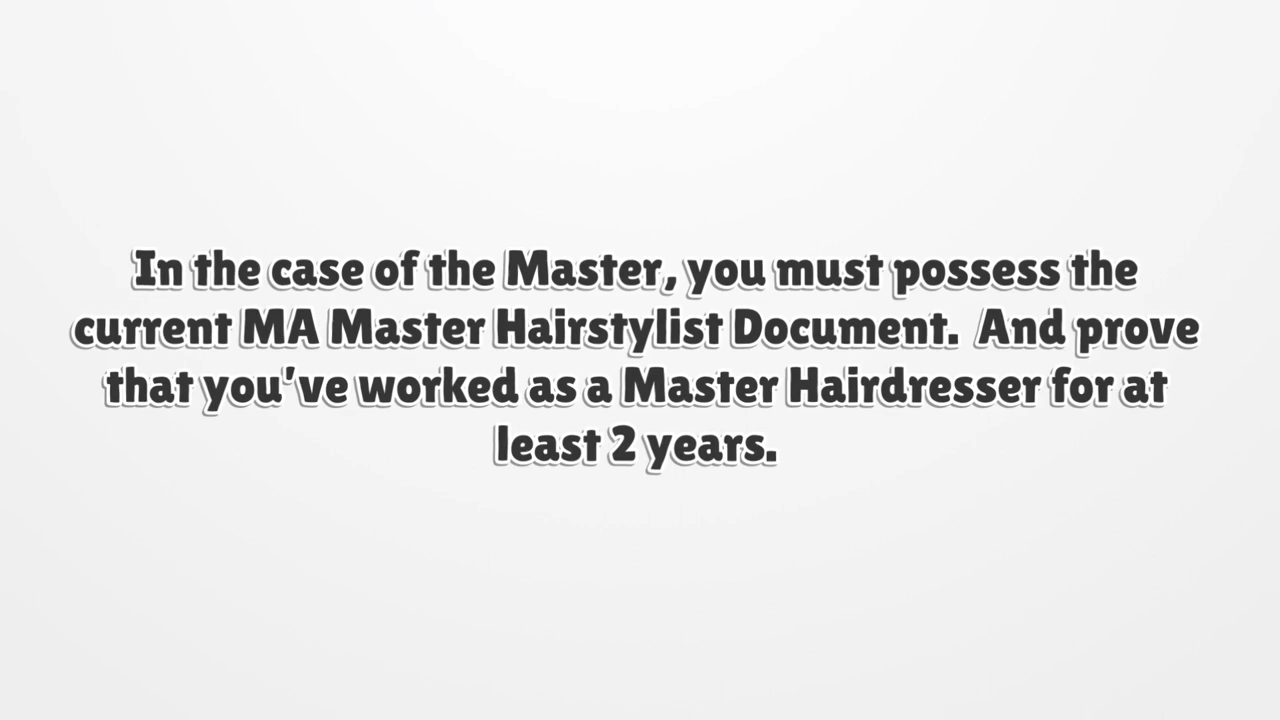 In the case of the Master, you must possess the
current MA Master Hairstylist Document.  And prove
that you've worked as a Master Hairdresser for at
least 2 years.